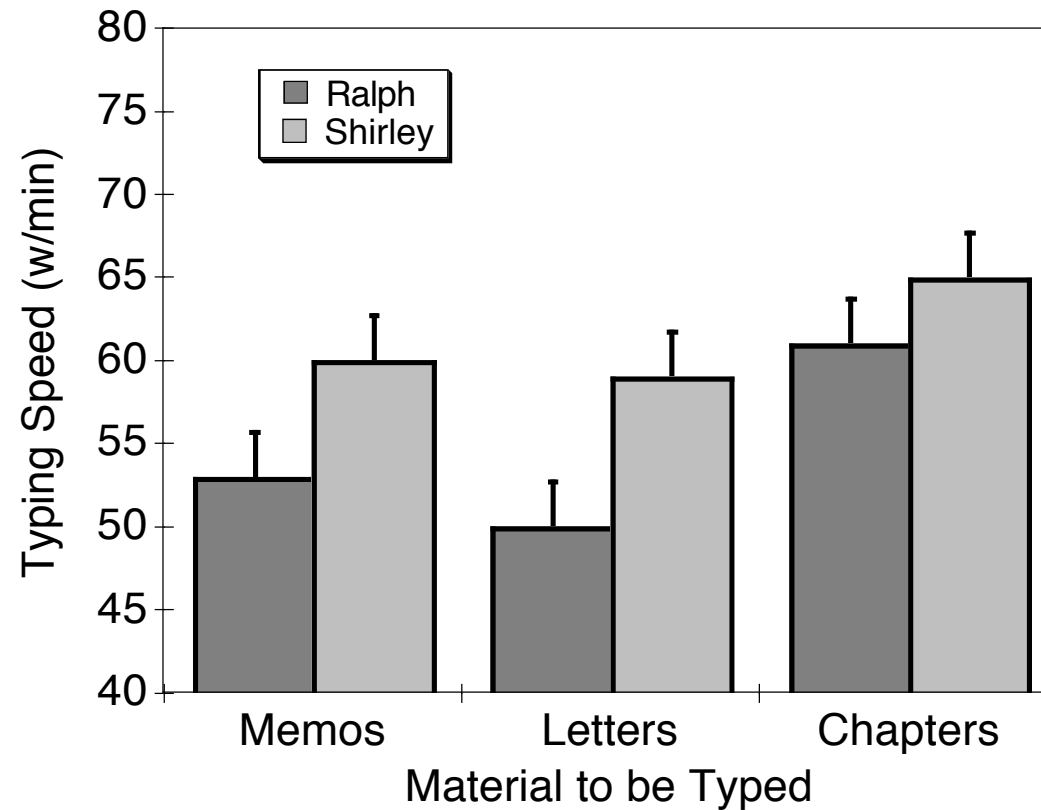 80
75
70
65
60
55
50
45
40
Typing Speed (w/min)
Ralph
Shirley
Memos
Letters
Chapters
Material to be Typed